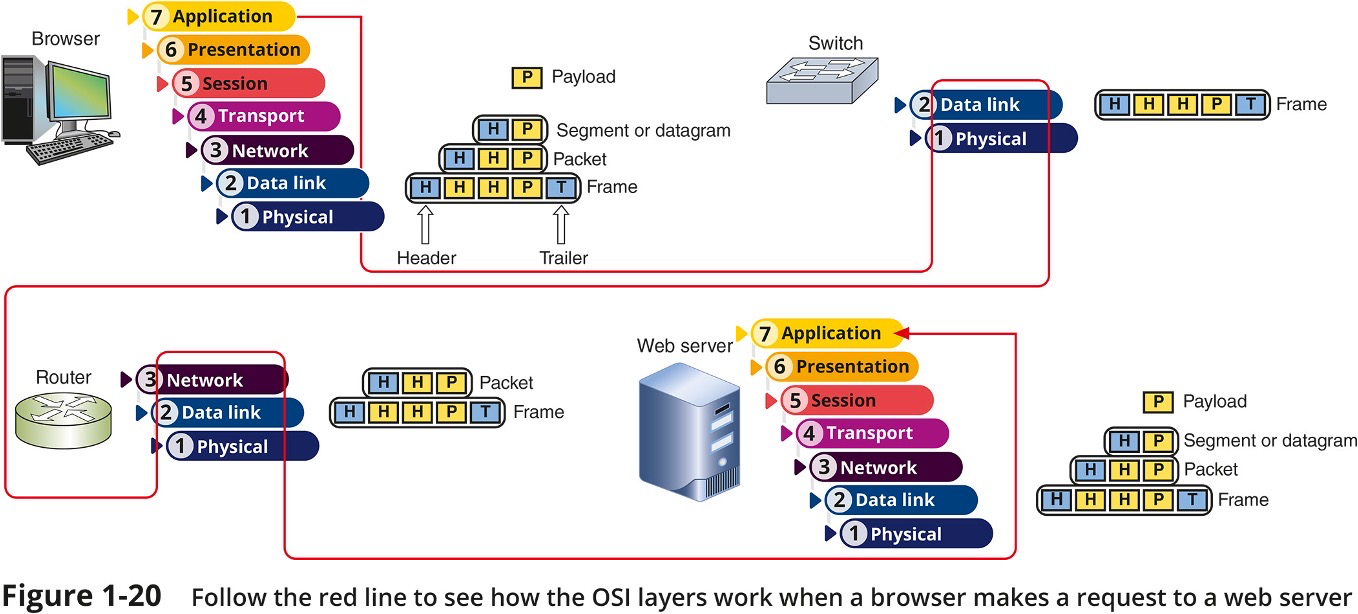 Browser
7 Application
6 Presentation
5 Session
4 Transport
3 Network
2 Data link
1 Physical
P Payload
H P Segment or datagram
H H P Packet
H H H P T Frame
Header
Trailer
Switch
2 Data link
1 Physical
H H H P T Frame
Router
3 Network
2 Data link
1 Physical
H H P Packet
H H H P T Frame
Web server
7 Application
6 Presentation
5 Session
4 Transport
3 Network
2 Data link
1 Physical
P Payload
H P Segment or datagram
H H P Packet
H H H P T Frame
Figure 1-20 Follow the red line to see how the OSI layers work when a browser makes a request to a web server